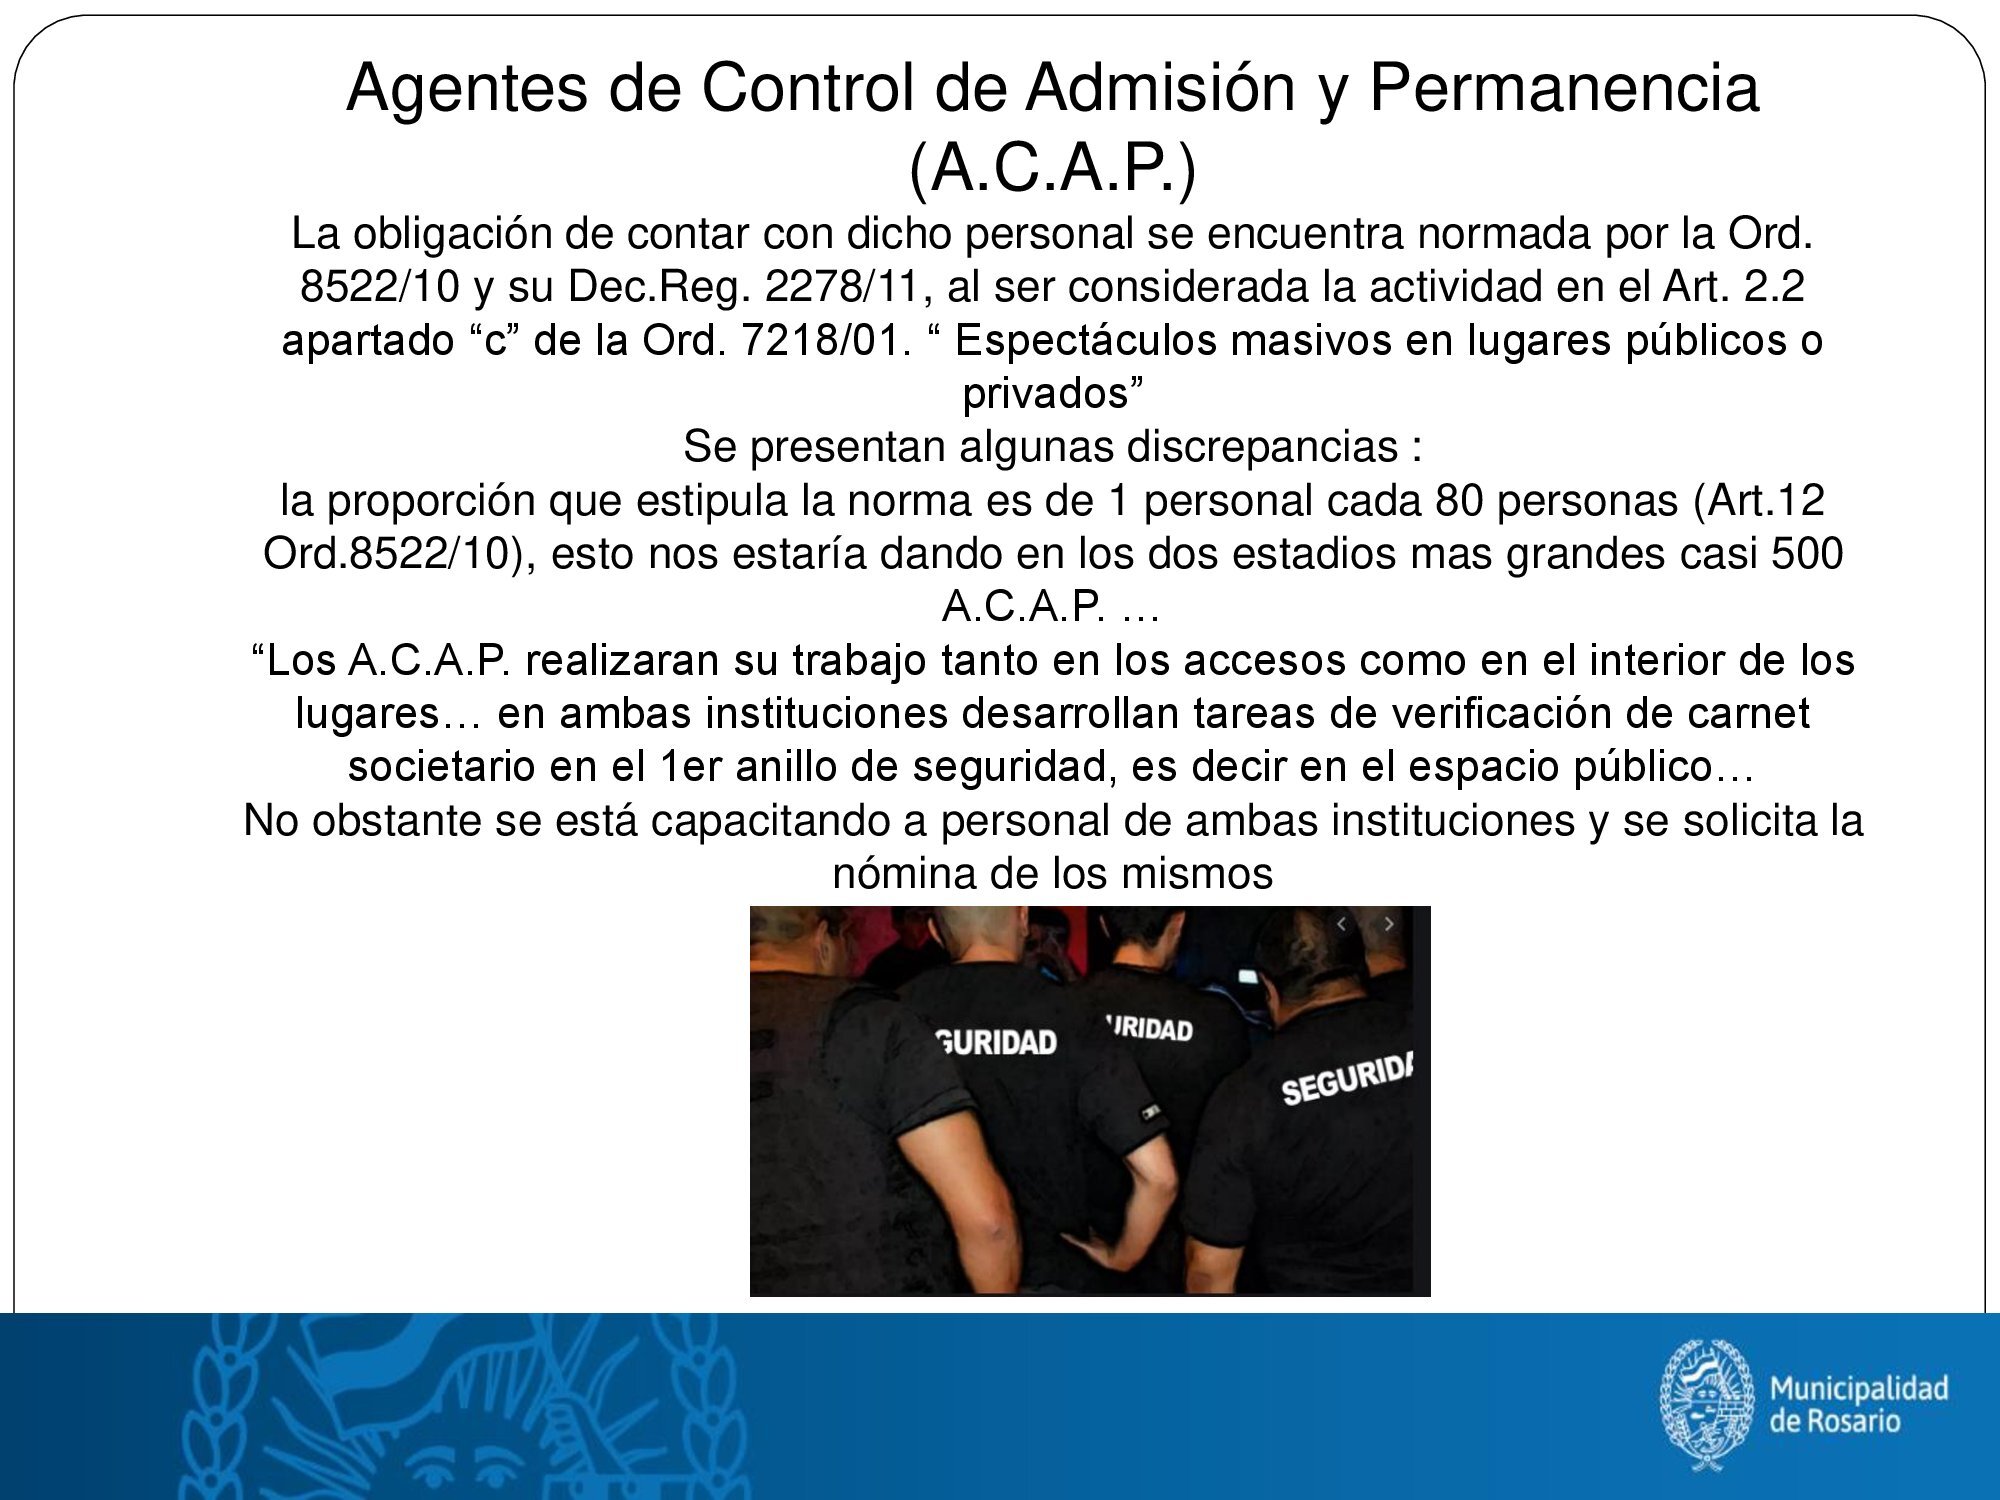 Agentes de Control de Admisión y Permanencia
(A.C.A.P.)
La obligación de contar con dicho personal se encuentra normada por la Ord.
8522/10 y su Dec.Reg. 2278/11, al ser considerada la actividad en el Art. 2.2
apartado “c” de la Ord. 7218/01. “ Espectáculos masivos en lugares públicos o
privados”
Se presentan algunas discrepancias :
la proporción que estipula la norma es de 1 personal cada 80 personas (Art.12
Ord.8522/10), esto nos estaría dando en los dos estadios mas grandes casi 500
A.C.A.P. …
“Los A.C.A.P. realizaran su trabajo tanto en los accesos como en el interior de los
lugares… en ambas instituciones desarrollan tareas de verificación de carnet
societario en el 1er anillo de seguridad, es decir en el espacio público…
No obstante se está capacitando a personal de ambas instituciones y se solicita la
nómina de los mismos
GURIDAD
URIDAD
SEGURIDA
Municipalidad
de Rosario